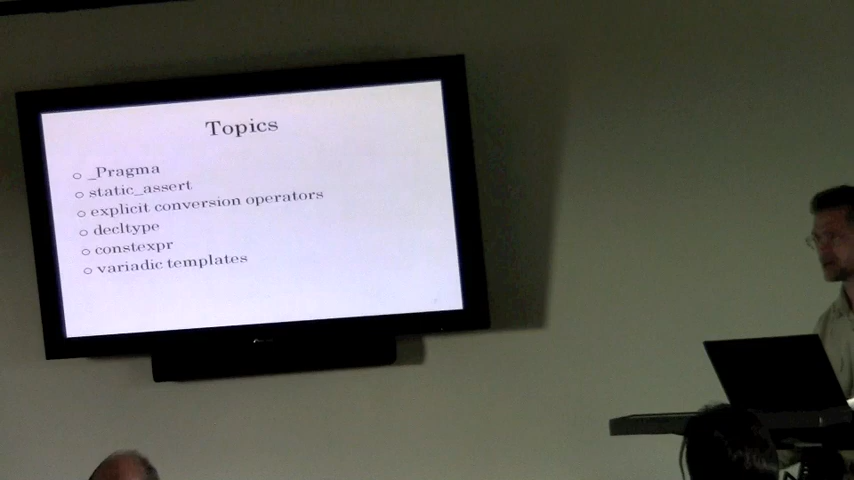 Topics
_Pragma
static_assert
explicit conversion operators
decltype
constexpr
variadic templates